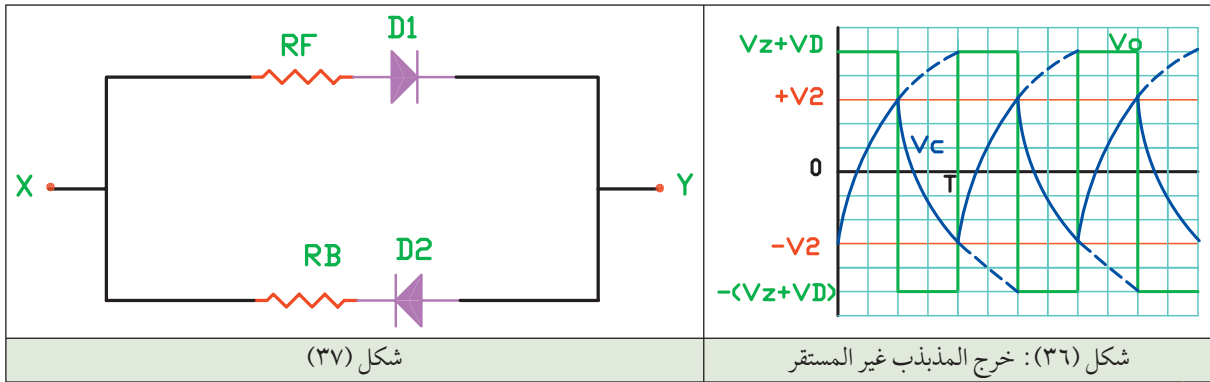 RF
D1
X
Y
RB
D2
شكل (٣٧)
Vz+VD
Vo
+V2
Vc
0
T
-V2
-(Vz+VD)
شكل (٣٦): خرج المذبذب غير المستقر